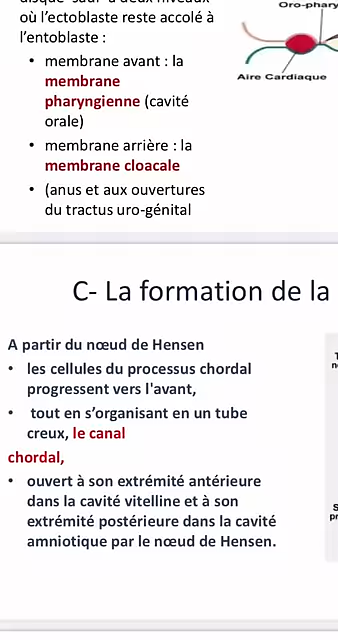 où l'ectoblaste reste accolé à
l'entoblaste :
• membrane avant : la
membrane
pharyngienne (cavité
orale)
• membrane arrière : la
membrane cloacale
• (anus et aux ouvertures
du tractus uro-génital
Oro-phary
Aire Cardiaque
C- La formation de la
A partir du nœud de Hensen
• les cellules du processus chordal
progressent vers l'avant,
• tout en s'organisant en un tube
creux, le canal
chordal,
• ouvert à son extrémité antérieure
dans la cavité vitelline et à son
extrémité postérieure dans la cavité
amniotique par le nœud de Hensen.